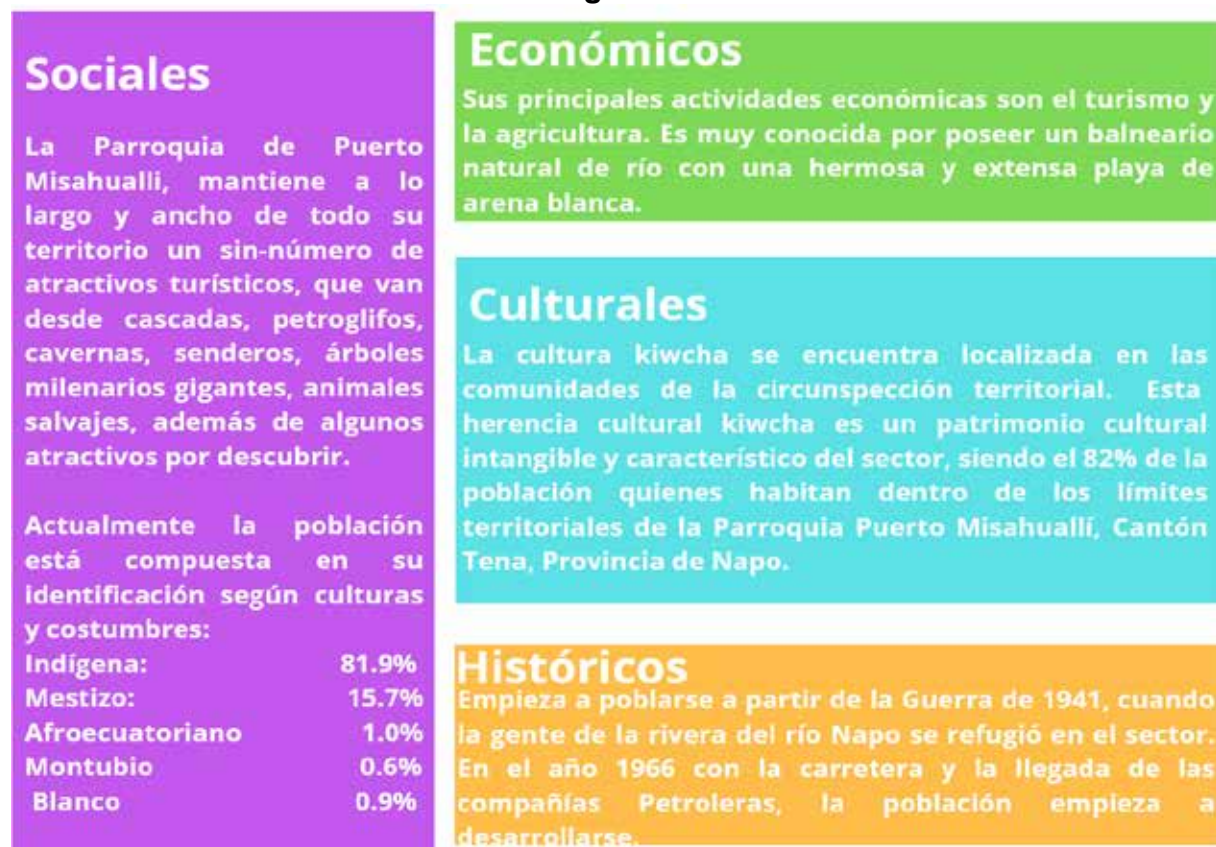 Sociales
La Parroquia de Puerto
Misahualli, mantiene a lo
largo y ancho de todo su
territorio un sin-número de
atractivos turísticos, que van
desde cascadas, petroglifos,
cavernas, senderos, árboles
milenarios gigantes, animales
salvajes, además de algunos
atractivos por descubrir.
Actualmente la población
está compuesta en su
identificación según culturas
y costumbres:
Indígena: 81.9%
Mestizo: 15.7%
Afroecuatoriano 1.0%
Montubio 0.6%
Blanco 0.9%
Económicos
Sus principales actividades económicas son el turismo y
la agricultura. Es muy conocida por poseer un balneario
natural de río con una hermosa y extensa playa de
arena blanca.
Culturales
La cultura kiwcha se encuentra localizada en las
comunidades de la circunspección territorial. Esta
herencia cultural kiwcha es un patrimonio cultural
intangible y característico del sector, siendo el 82% de la
población quienes habitan dentro de los límites
territoriales de la Parroquia Puerto Misahuallí, Cantón
Tena, Provincia de Napo.
Históricos
Empieza a poblarse a partir de la Guerra de 1941, cuando
la gente de la rivera del río Napo se refugió en el sector.
En el año 1966 con la carretera y la llegada de las
compañías Petroleras, la población empieza a
desarrollarse.